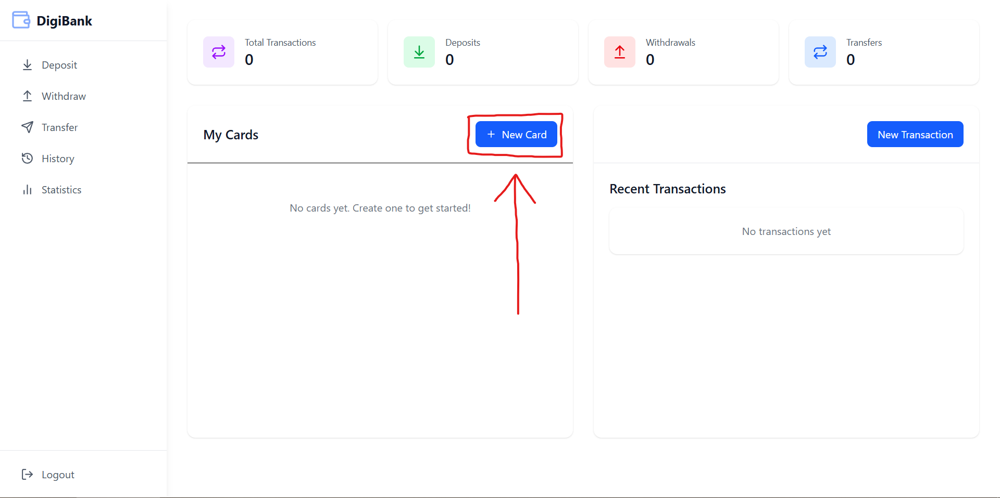 DigiBank
Deposit
Withdraw
Transfer
History
Statistics
Logout
Total Transactions
0
Deposits
0
Withdrawals
0
Transfers
0
My Cards
+ New Card
No cards yet. Create one to get started!
New Transaction
Recent Transactions
No transactions yet